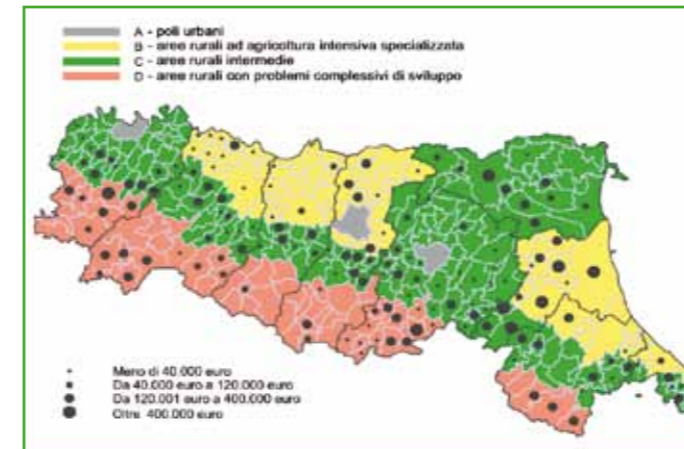 A - poli urbani
B - aree rurali ad agricoltura intensiva specializzata
C - aree rurali intermedie
D - aree rurali con problemi complessivi di sviluppo
Meno di 40.000 euro
Da 40.000 euro a 120.000 euro
Da 120.001 euro a 400.000 euro
Oltre 400.000 euro